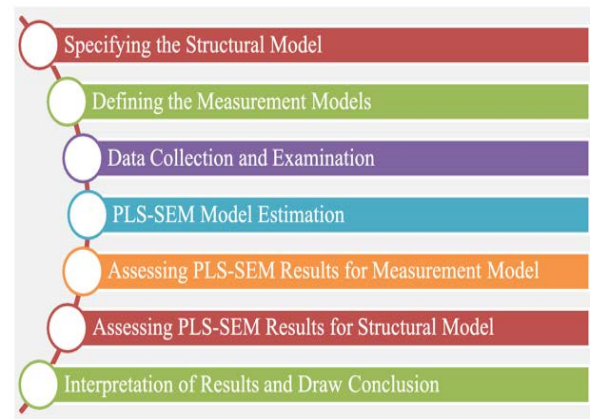 Specifying the Structural Model
Defining the Measurement Models
Data Collection and Examination
PLS-SEM Model Estimation
Assessing PLS-SEM Results for Measurement Model
Assessing PLS-SEM Results for Structural Model
Interpretation of Results and Draw Conclusion